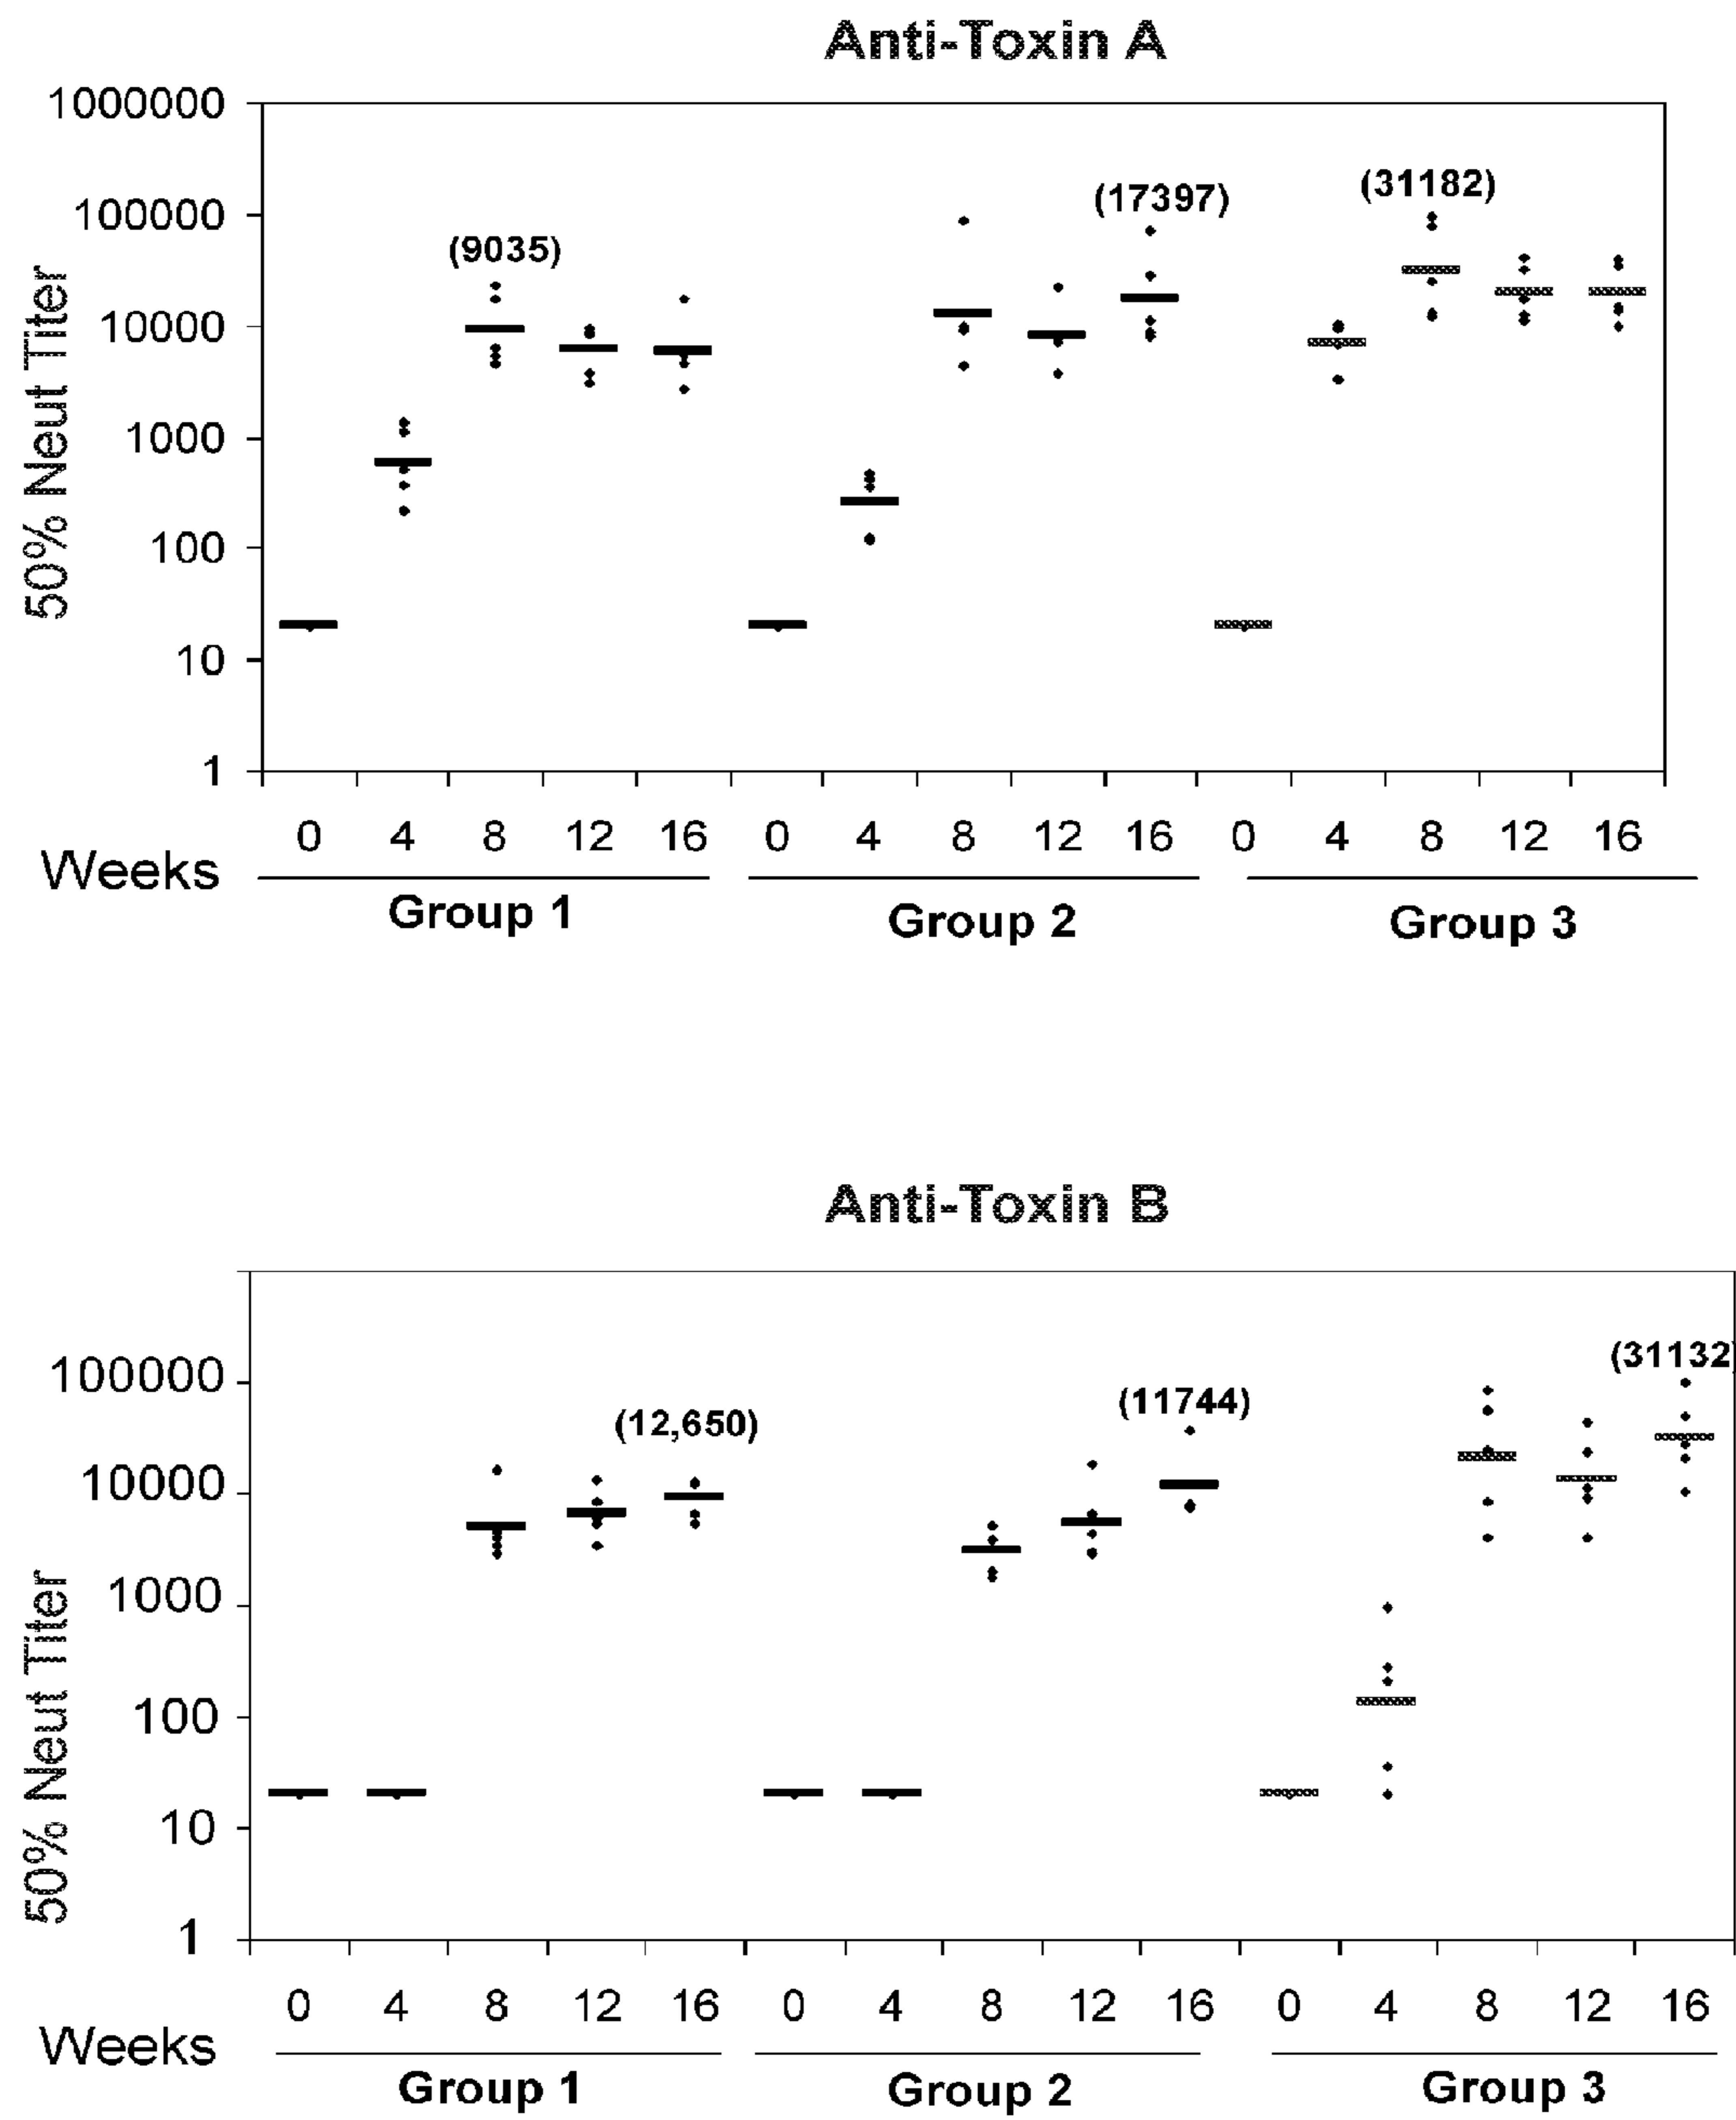 Anti-Toxin A
1000000
(31182)
(17397)
100000
(9035)
10000
1000
100
10
1
50% Neut Titer
0 4 8 12 16 0 4 8 12 16 0 4 8 12 16
Weeks
Group 1 Group 2 Group 3
Anti-Toxin B
(31132)
100000
(11744)
(12,650)
10000
1000
100
10
1
50% Neut Titer
0 4 8 12 16 0 4 8 12 16 0 4 8 12 16
Weeks
Group 1 Group 2 Group 3